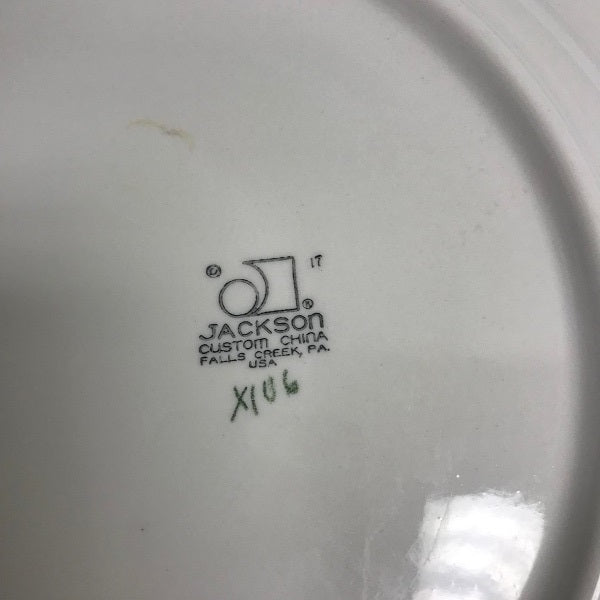 © 17
®
JACKSON
CUSTOM CHINA
FALLS CREEK, PA.
USA
X106